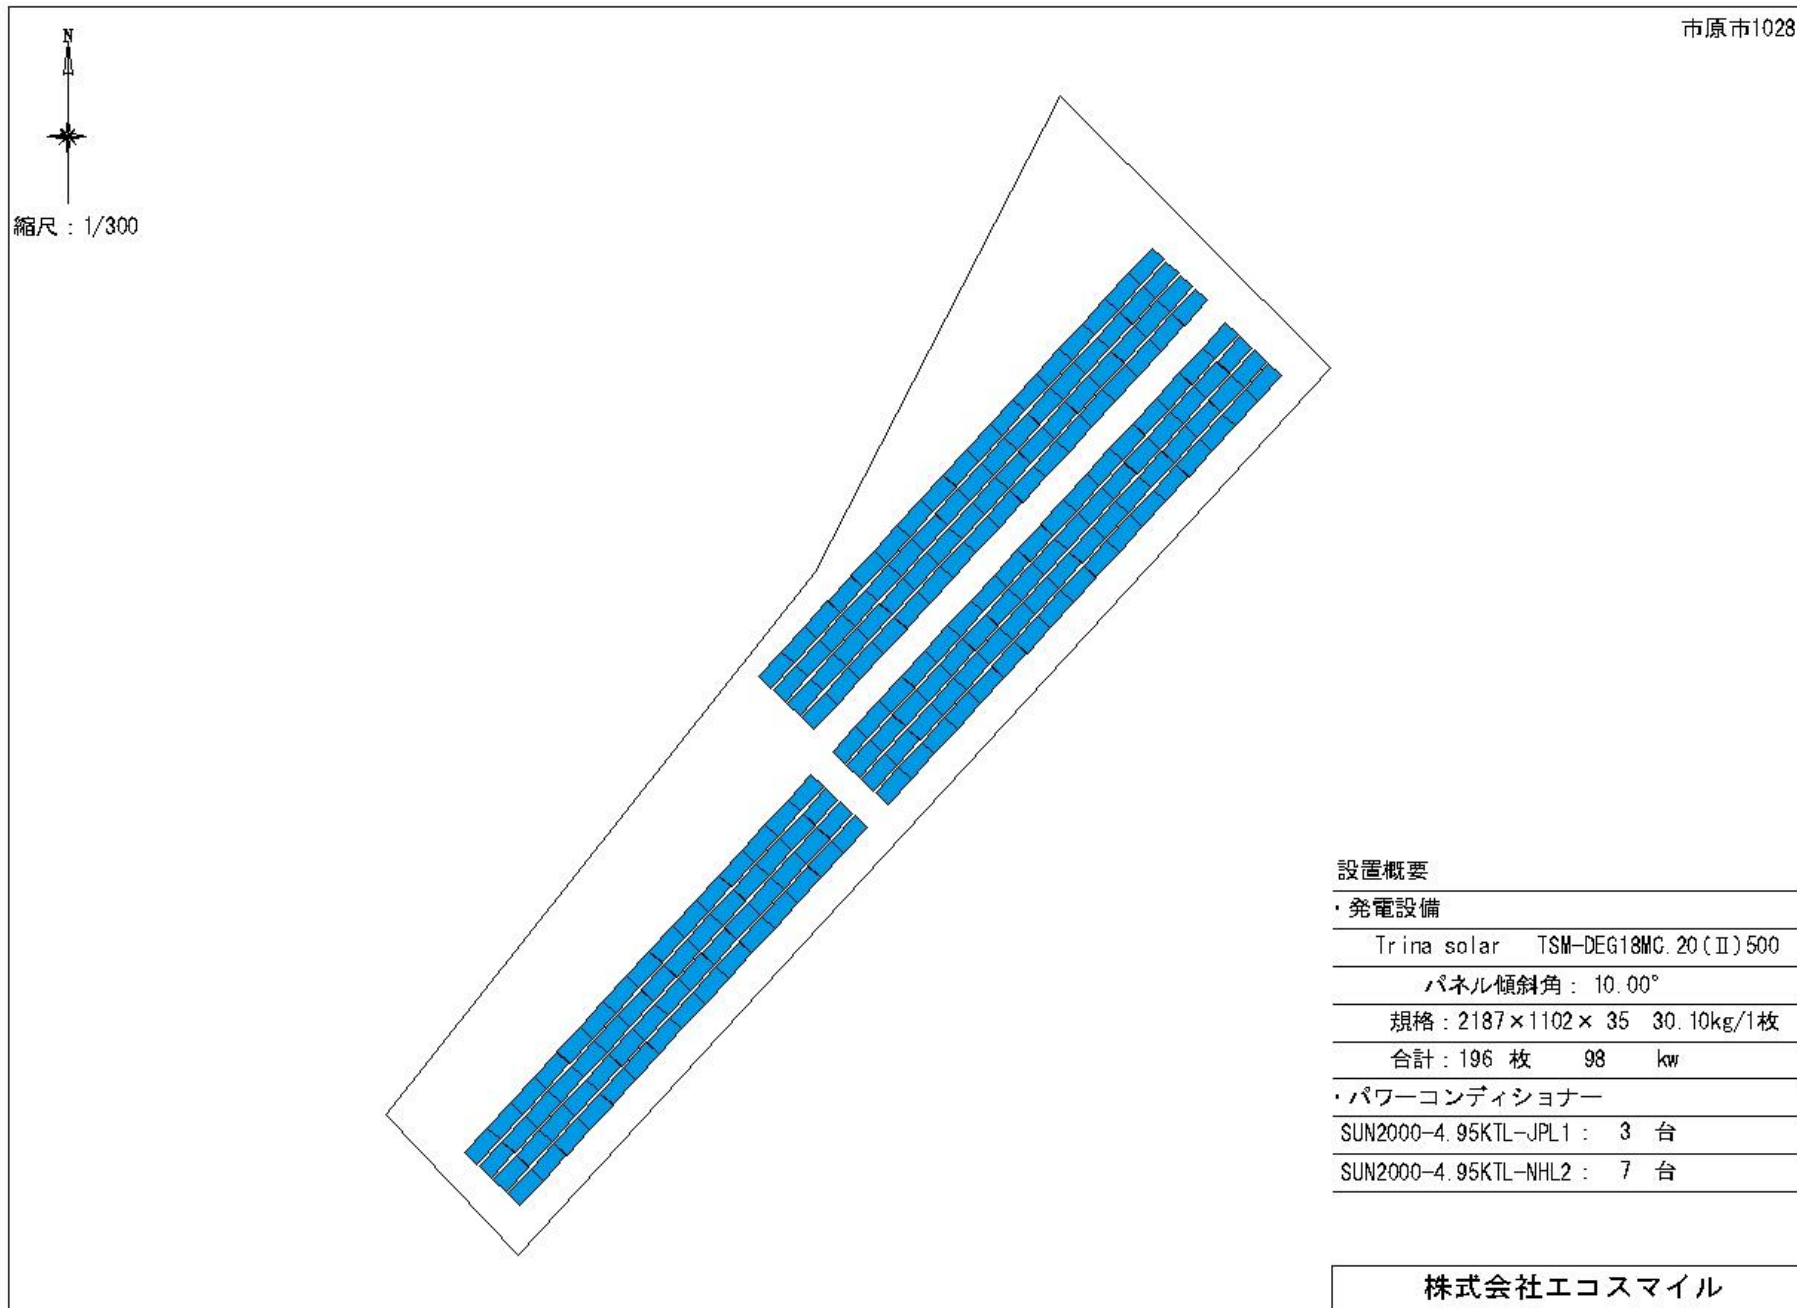 市原市1028
N
縮尺：1/300
設置概要
・発電設備
Trina solar TSM-DEG18MC.20(Ⅱ)500
パネル傾斜角：10.00°
規格：2187×1102× 35 30.10kg/1枚
合計：196 枚 98 kw
・パワーコンディショナー
SUN2000-4.95KTL-JPL1： 3 台
SUN2000-4.95KTL-NHL2： 7 台
株式会社エコスマイル